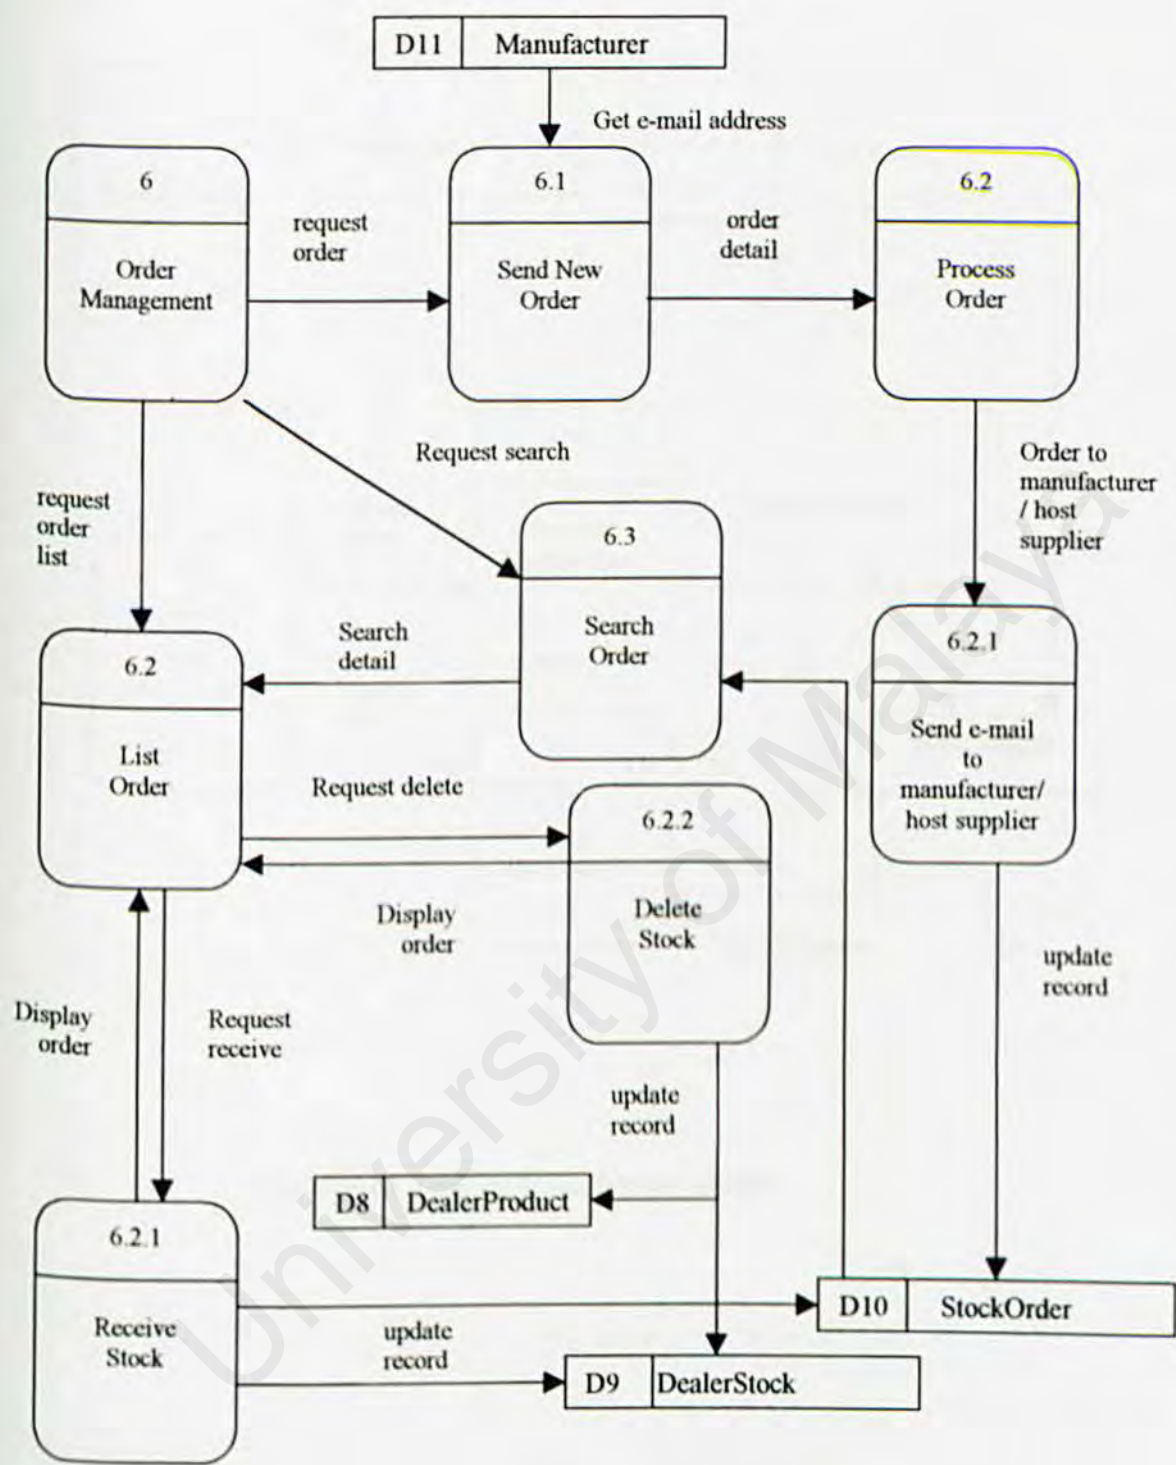 D11 Manufacturer
Get e-mail address
6
6.1
6.2
request
order
order
detail
Order
Management
Send New
Order
Process
Order
Request search
Order to
manufacturer
/ host
supplier
request
order
list
6.3
Search
Order
Search
detail
6.2
List
Order
6.2.1
Send e-mail
to
manufacturer/
host supplier
Request delete
6.2.2
Delete
Stock
Display
order
update
record
Display
order
Request
receive
update
record
D8 DealerProduct
6.2.1
Receive
Stock
D10 StockOrder
update
record
D9 DealerStock
University of Malaya